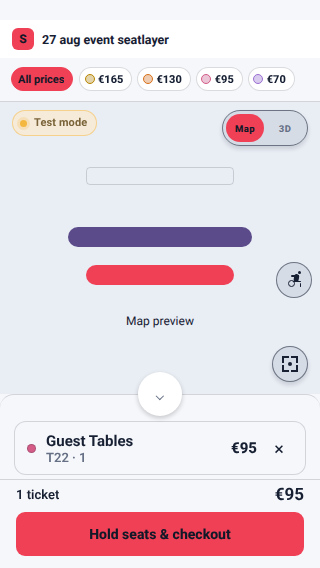 S
27 aug event seatlayer
All prices
€165
€130
€95
€70
Test mode
Map
3D
Map preview
Guest Tables
€95
×
T22 · 1
1 ticket
€95
Hold seats & checkout